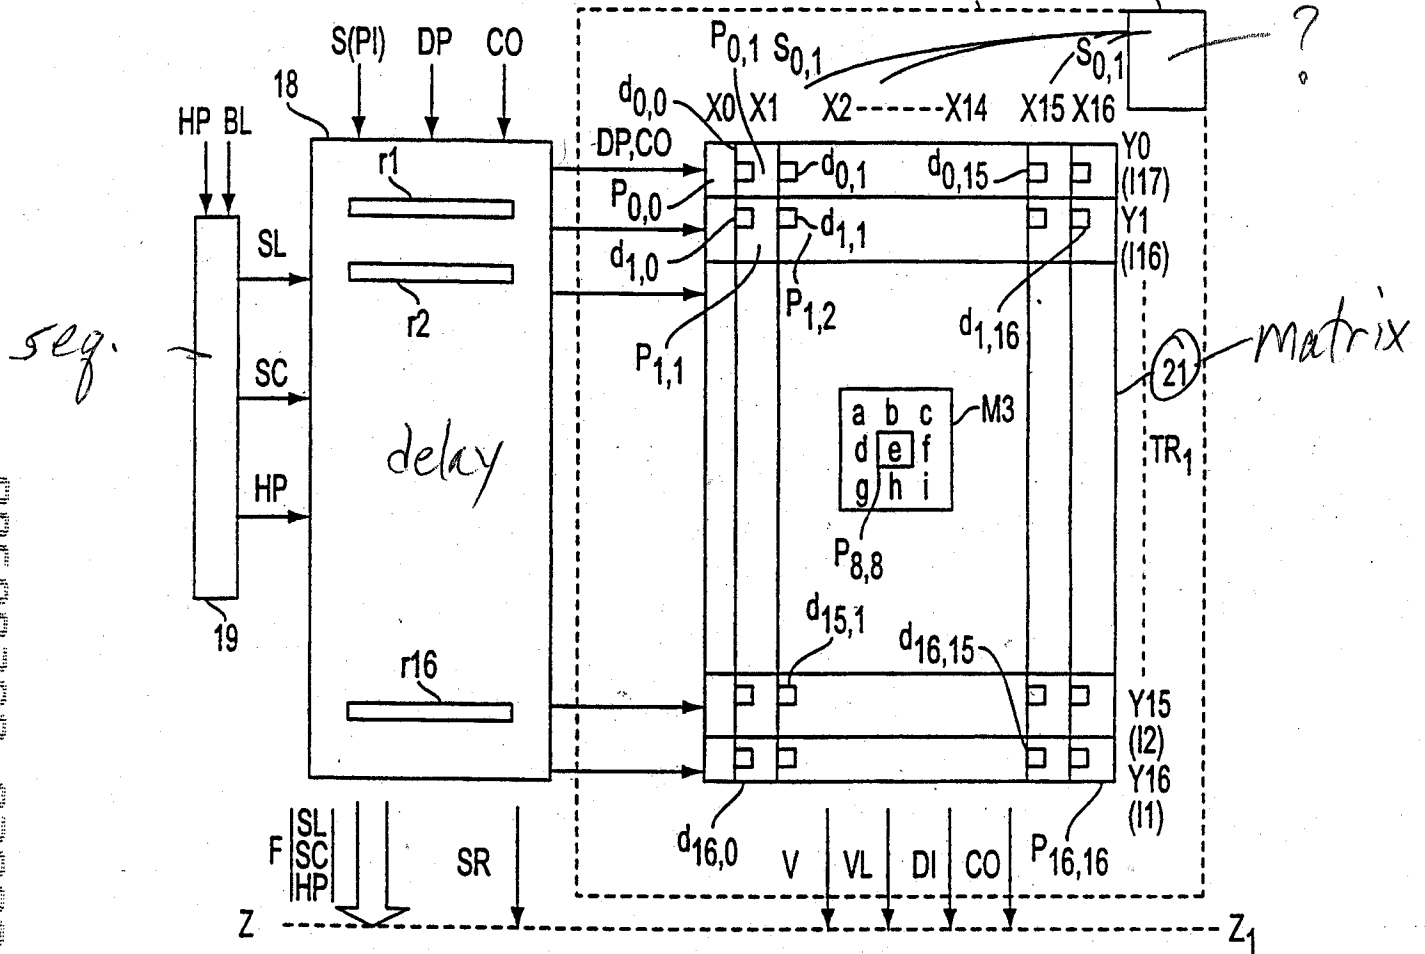 S(PI) DP CO
P0,1 S0,1 S0,1 ?
18 d0,0 X0 X1 X2 X14 X15 X16
HP BL
DP,CO Y0
r1 d0,1 d0,15 (I17)
P0,0
SL d1,0 d1,1 Y1
(I16)
r2 P1,2 d1,16
seq. P1,1 21 matrix
SC
a b c M3
delay d e f TR1
HP g h i
P8,8
19 d15,1
r16 d16,15
Y15
(I2)
Y16
(I1)
SL
F SC SR d16,0 V VL DI CO P16,16
HP
Z Z1